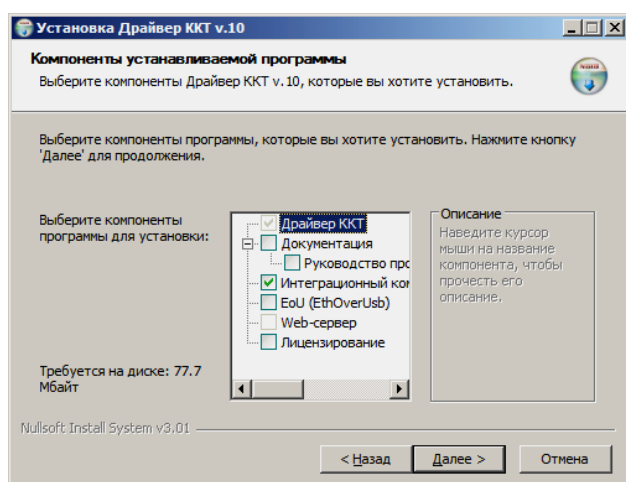 Установка Драйвер ККТ v.10
Компоненты устанавливаемой программы
Выберите компоненты Драйвер ККТ v.10, которые вы хотите установить.
Выберите компоненты программы, которые вы хотите установить. Нажмите кнопку
'Далее' для продолжения.
Выберите компоненты
программы для установки:
Драйвер ККТ
Документация
Руководство прс
Интеграционный кол
EoU (EthOverUsb)
Web-сервер
Лицензирование
Описание
Наведите курсор
мыши на название
компонента, чтобы
прочесть его
описание.
Требуется на диске: 77.7
Мбайт
Nullsoft Install System v3.01
< Назад
Далее >
Отмена